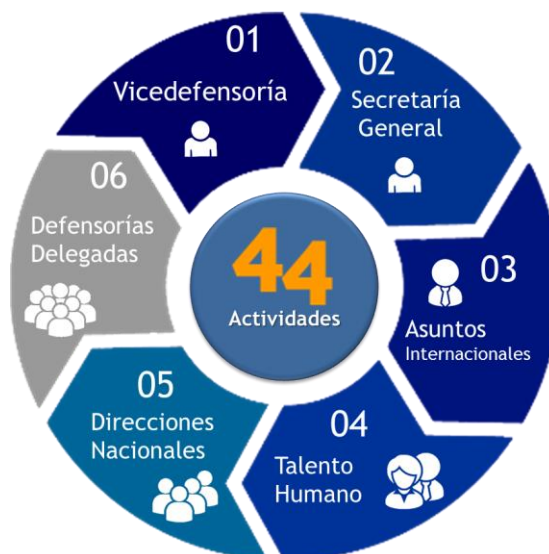 01
Vicedefensoría
02
Secretaría
General
03
Asuntos
Internacionales
04
Talento
Humano
05
Direcciones
Nacionales
06
Defensorías
Delegadas
44
Actividades